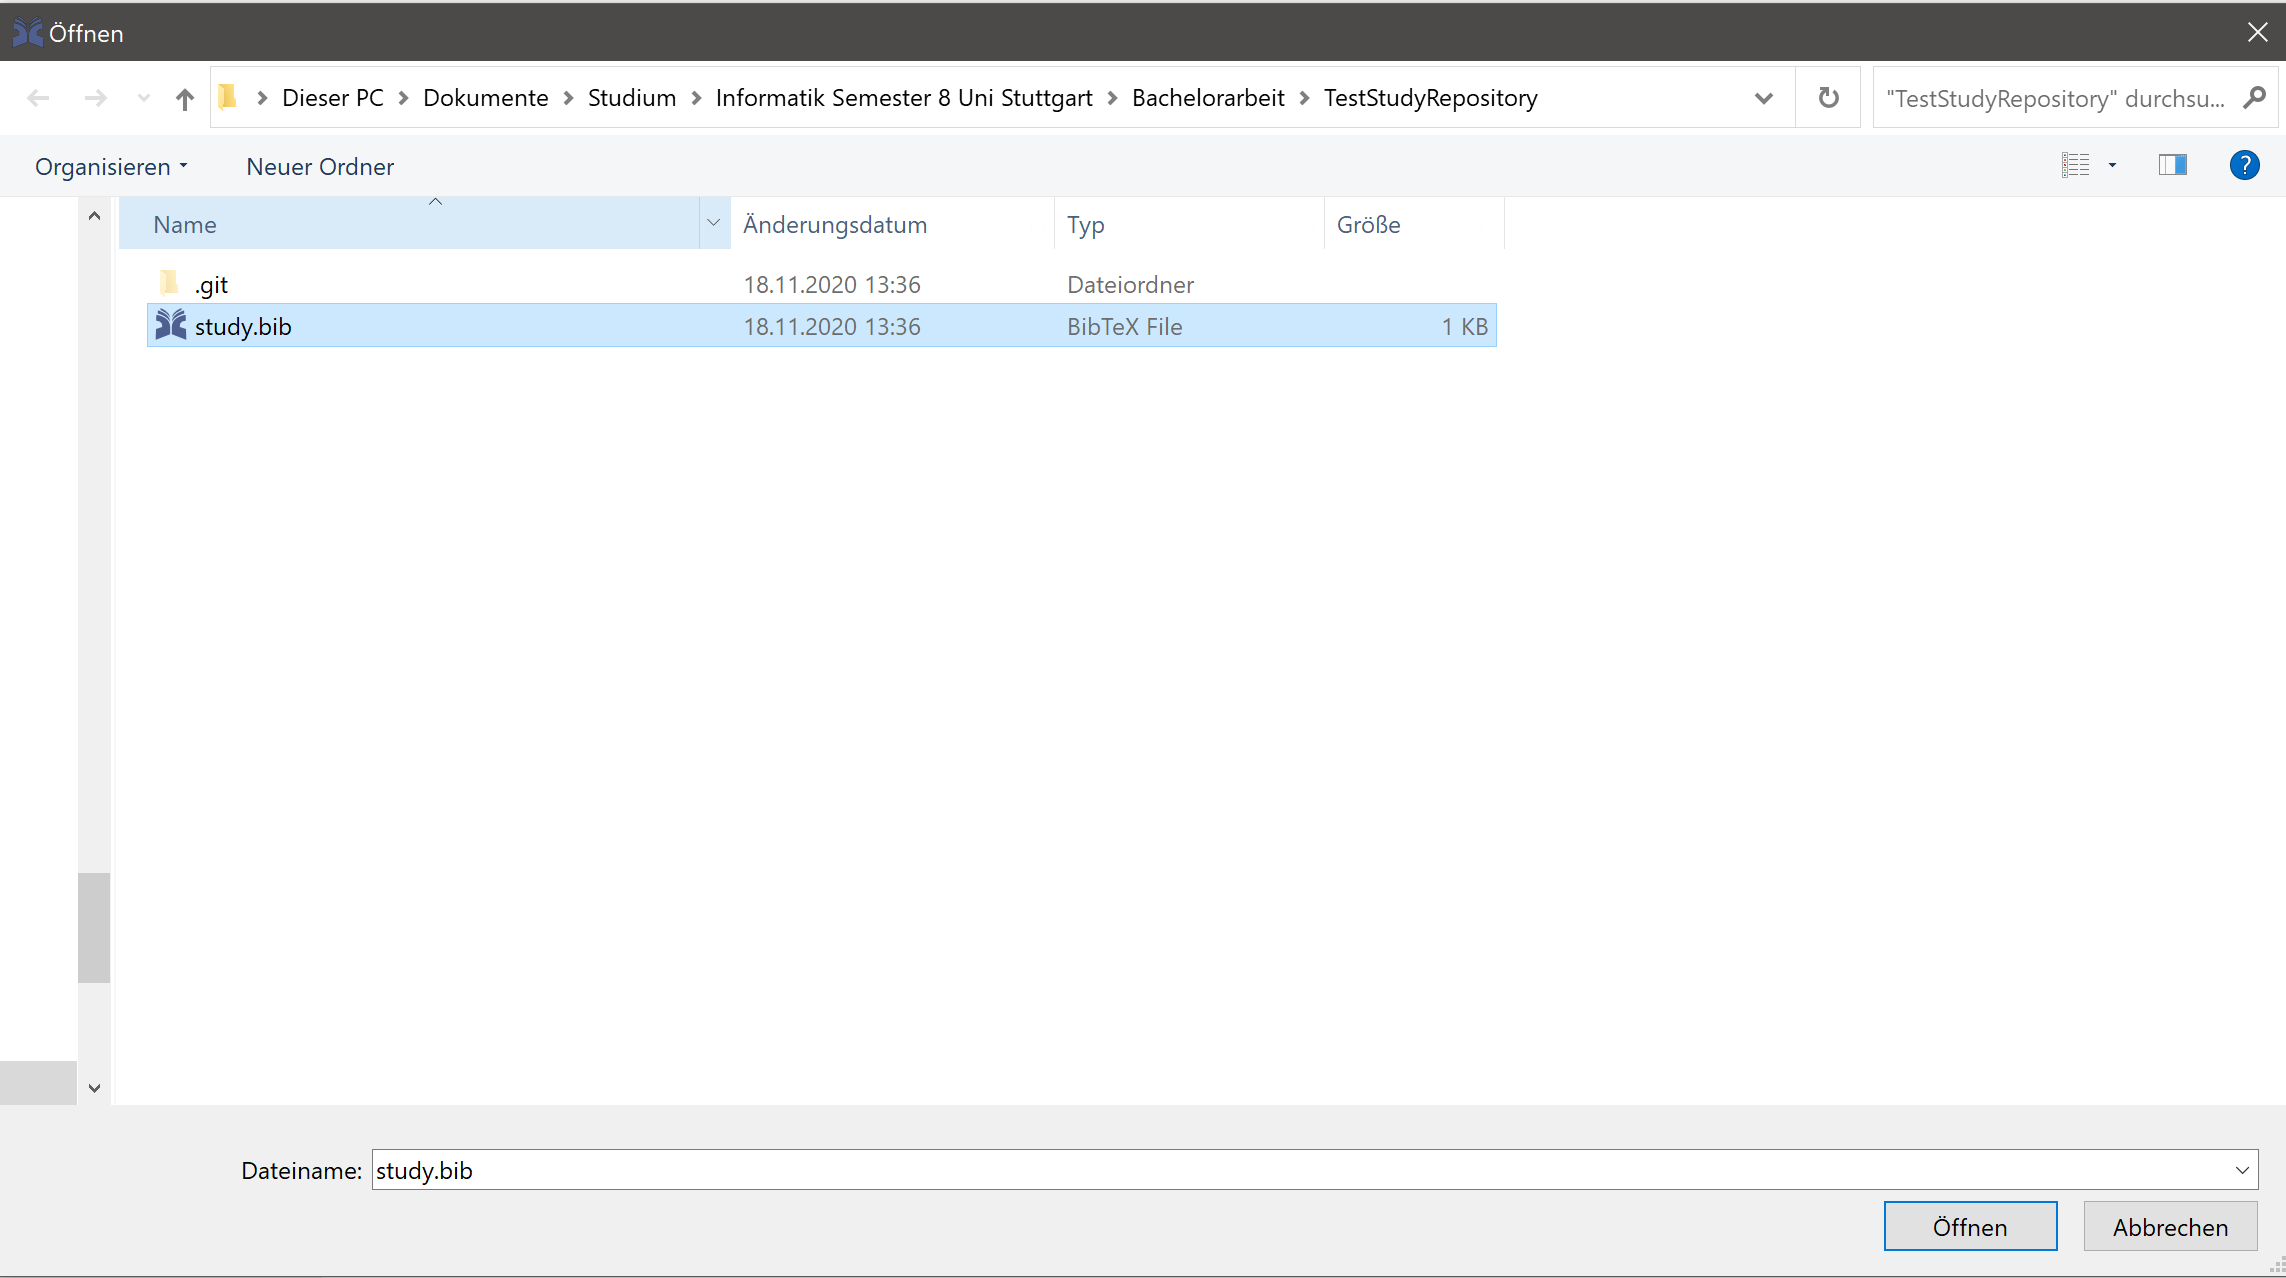 Öffnen
Dieser PC Dokumente Studium Informatik Semester 8 Uni Stuttgart Bachelorarbeit TestStudyRepository "TestStudyRepository" durchsu...
Organisieren Neuer Ordner ?
Name Änderungsdatum Typ Größe
.git 18.11.2020 13:36 Dateiordner
study.bib 18.11.2020 13:36 BibTeX File 1 KB
Dateiname: study.bib
Öffnen Abbrechen